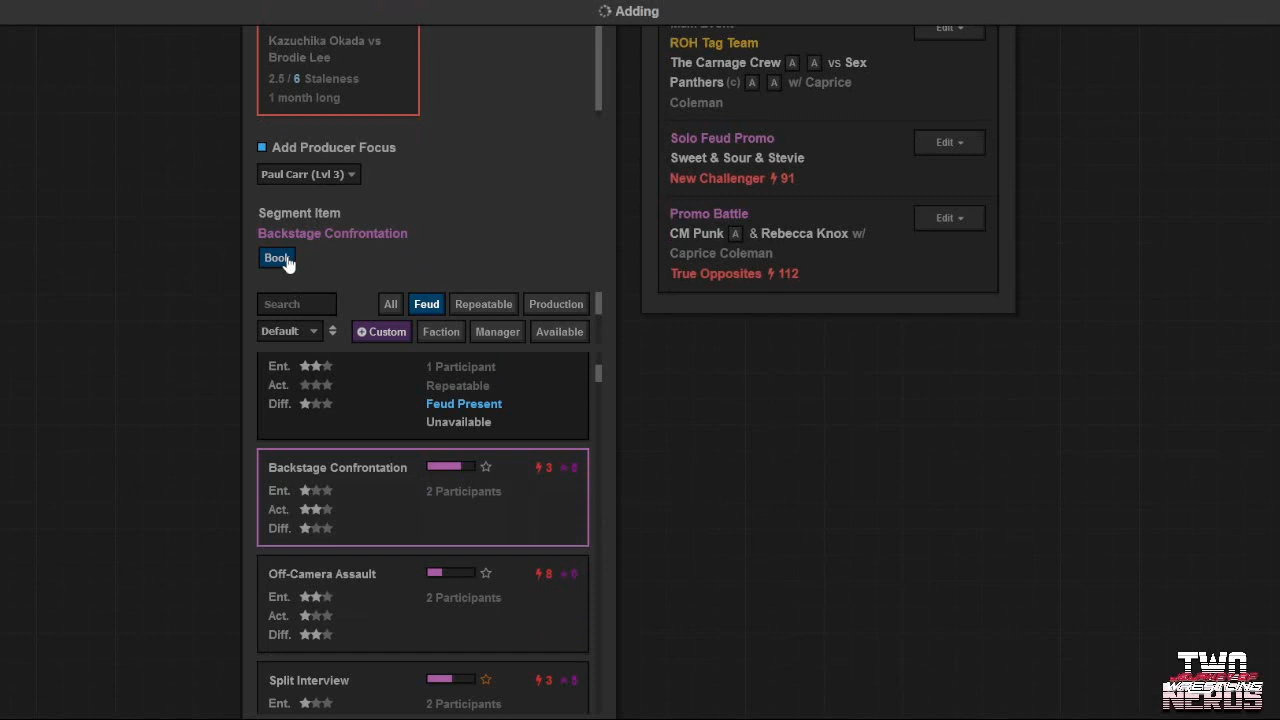 Adding
Kazuchika Okada vs
Brodie Lee
2.5 / 6 Staleness
1 month long
Add Producer Focus
Paul Carr (Lvl 3)
Segment Item
Backstage Confrontation
Book
Search
All
Feud
Repeatable
Production
Default
Custom
Faction
Manager
Available
Ent.
1 Participant
Act.
Repeatable
Diff.
Feud Present
Unavailable
Backstage Confrontation
3
Ent.
2 Participants
Act.
Diff.
Off-Camera Assault
8
Ent.
2 Participants
Act.
Diff.
Split Interview
3
Ent.
2 Participants
Main Event
Edit
ROH Tag Team
The Carnage Crew A A vs Sex
Panthers (c) A A w/ Caprice
Coleman
Solo Feud Promo
Edit
Sweet & Sour & Stevie
New Challenger 91
Promo Battle
Edit
CM Punk A & Rebecca Knox w/
Caprice Coleman
True Opposites 112
TWO
WRESTLING
NERDS